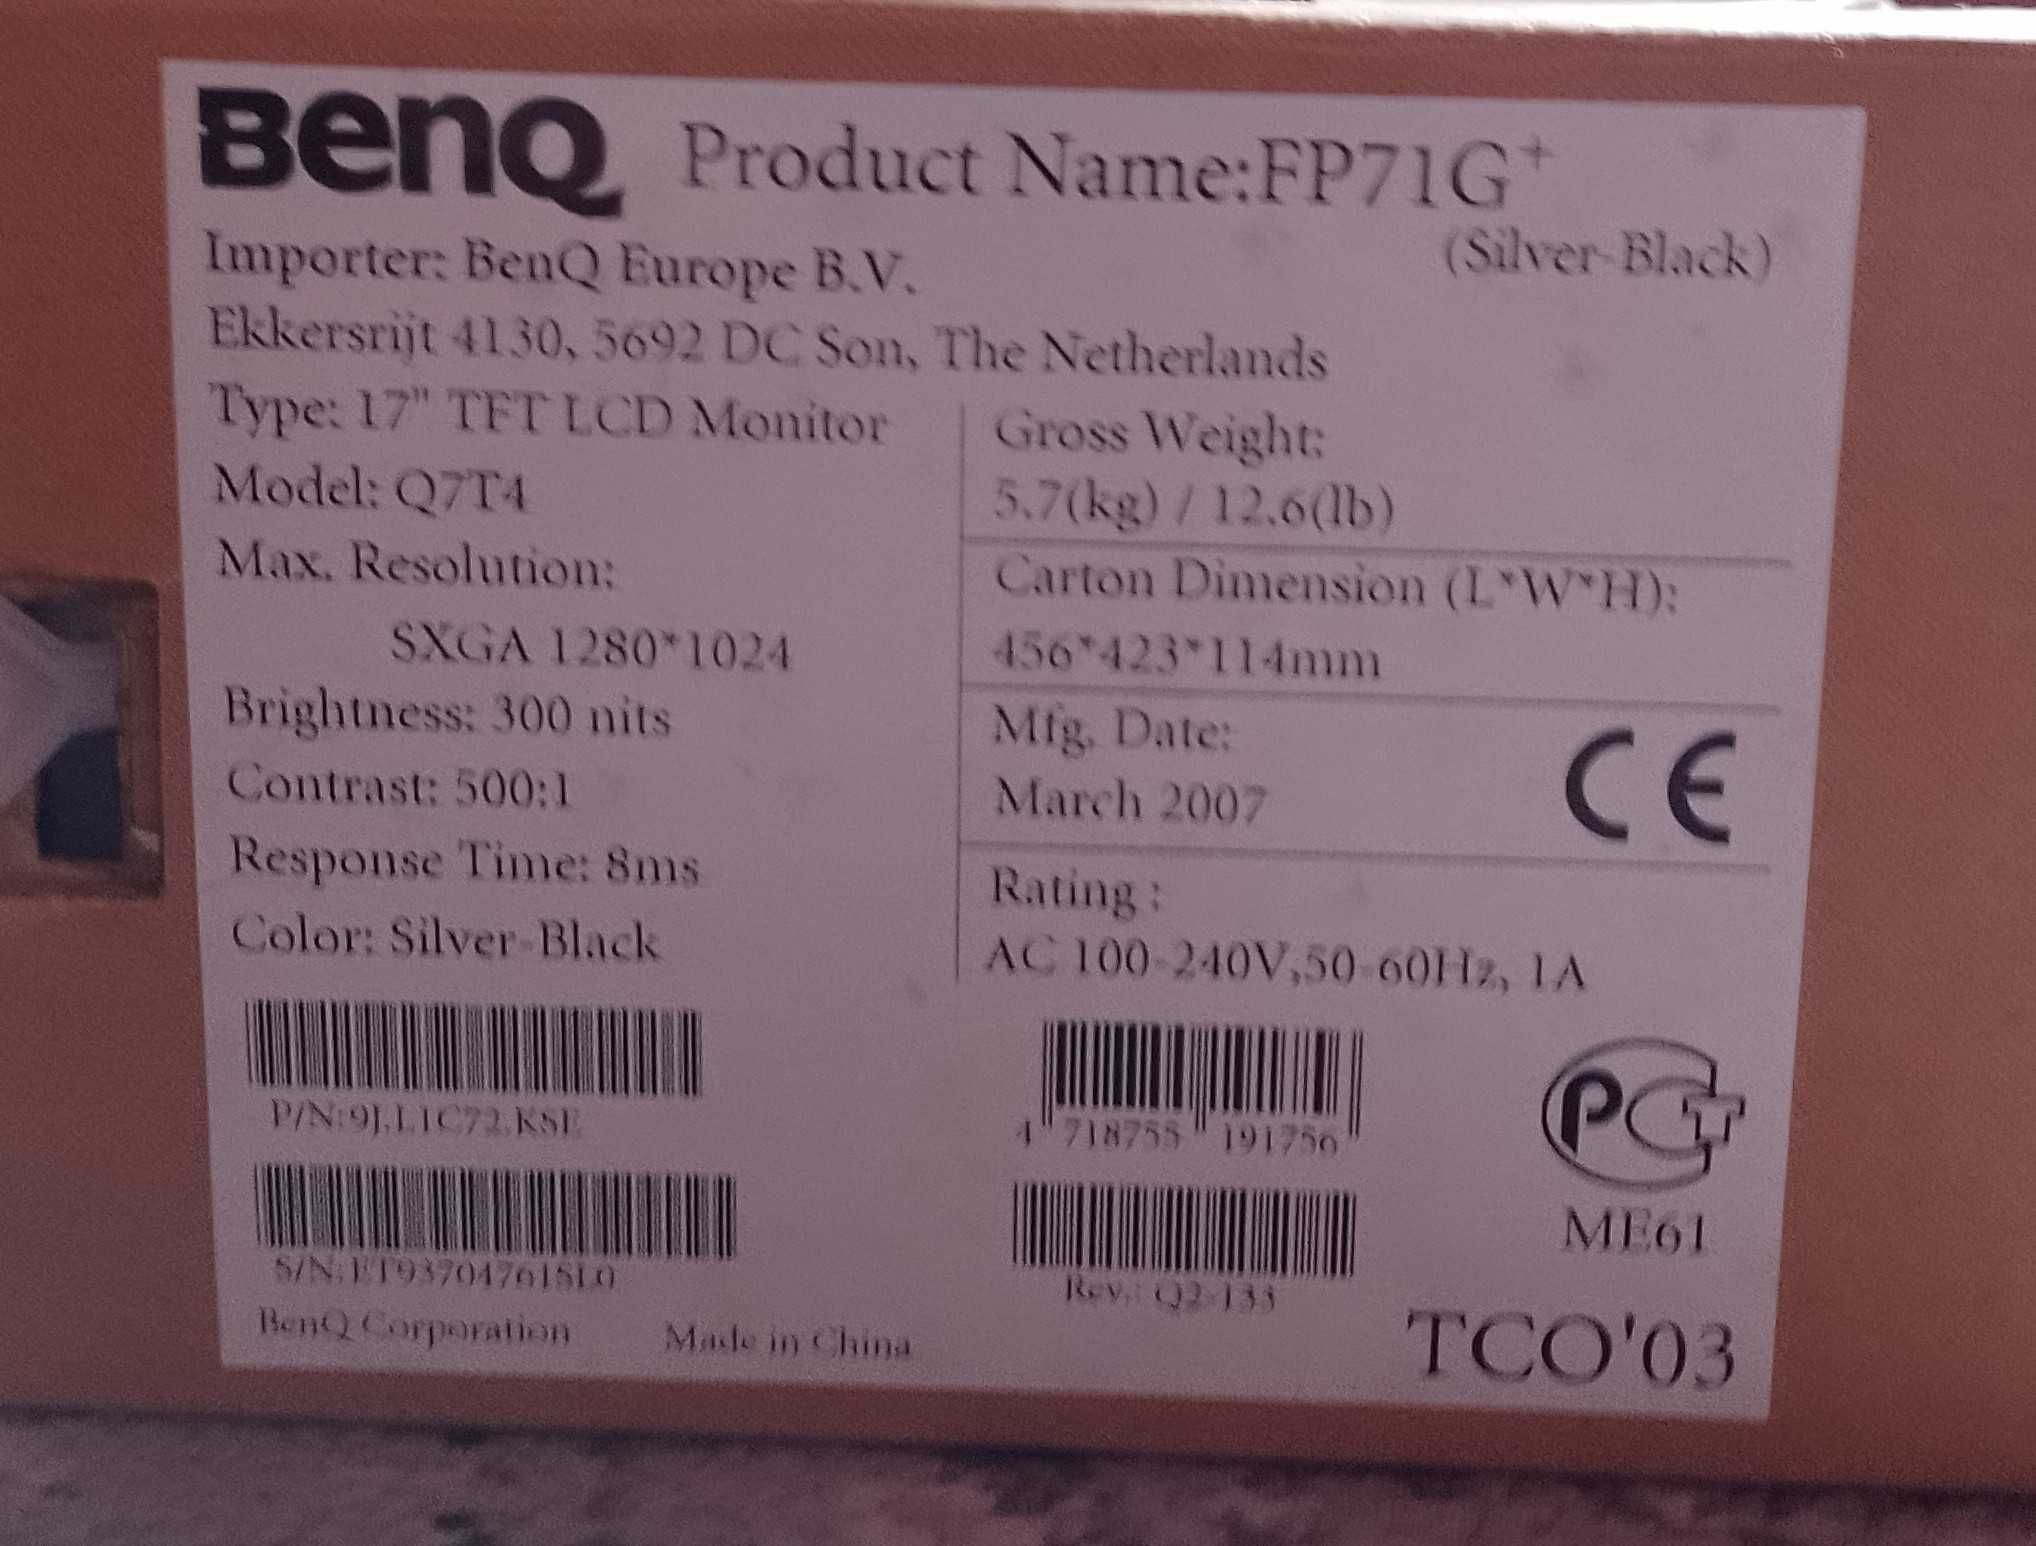 BenQ Product Name:FP71G+
(Silver-Black)
Importer: BenQ Europe B.V.
Ekkersrijt 4130, 5692 DC Son, The Netherlands
Type: 17" TFT LCD Monitor
Model: Q7T4
Max. Resolution:
SXGA 1280*1024
Brightness: 300 nits
Contrast: 500:1
Response Time: 8ms
Color: Silver-Black
Gross Weight:
5.7(kg) / 12.6(lb)
Carton Dimension (L*W*H):
456*423*114mm
Mfg. Date:
March 2007
CE
Rating :
AC 100-240V,50-60Hz, 1A
P/N:9J.L1C72.KSE
S/N:ET937047615L0
BenQ Corporation Made in China
4 718755 191756
Rev.: Q2-133
PCT
ME61
TCO'03